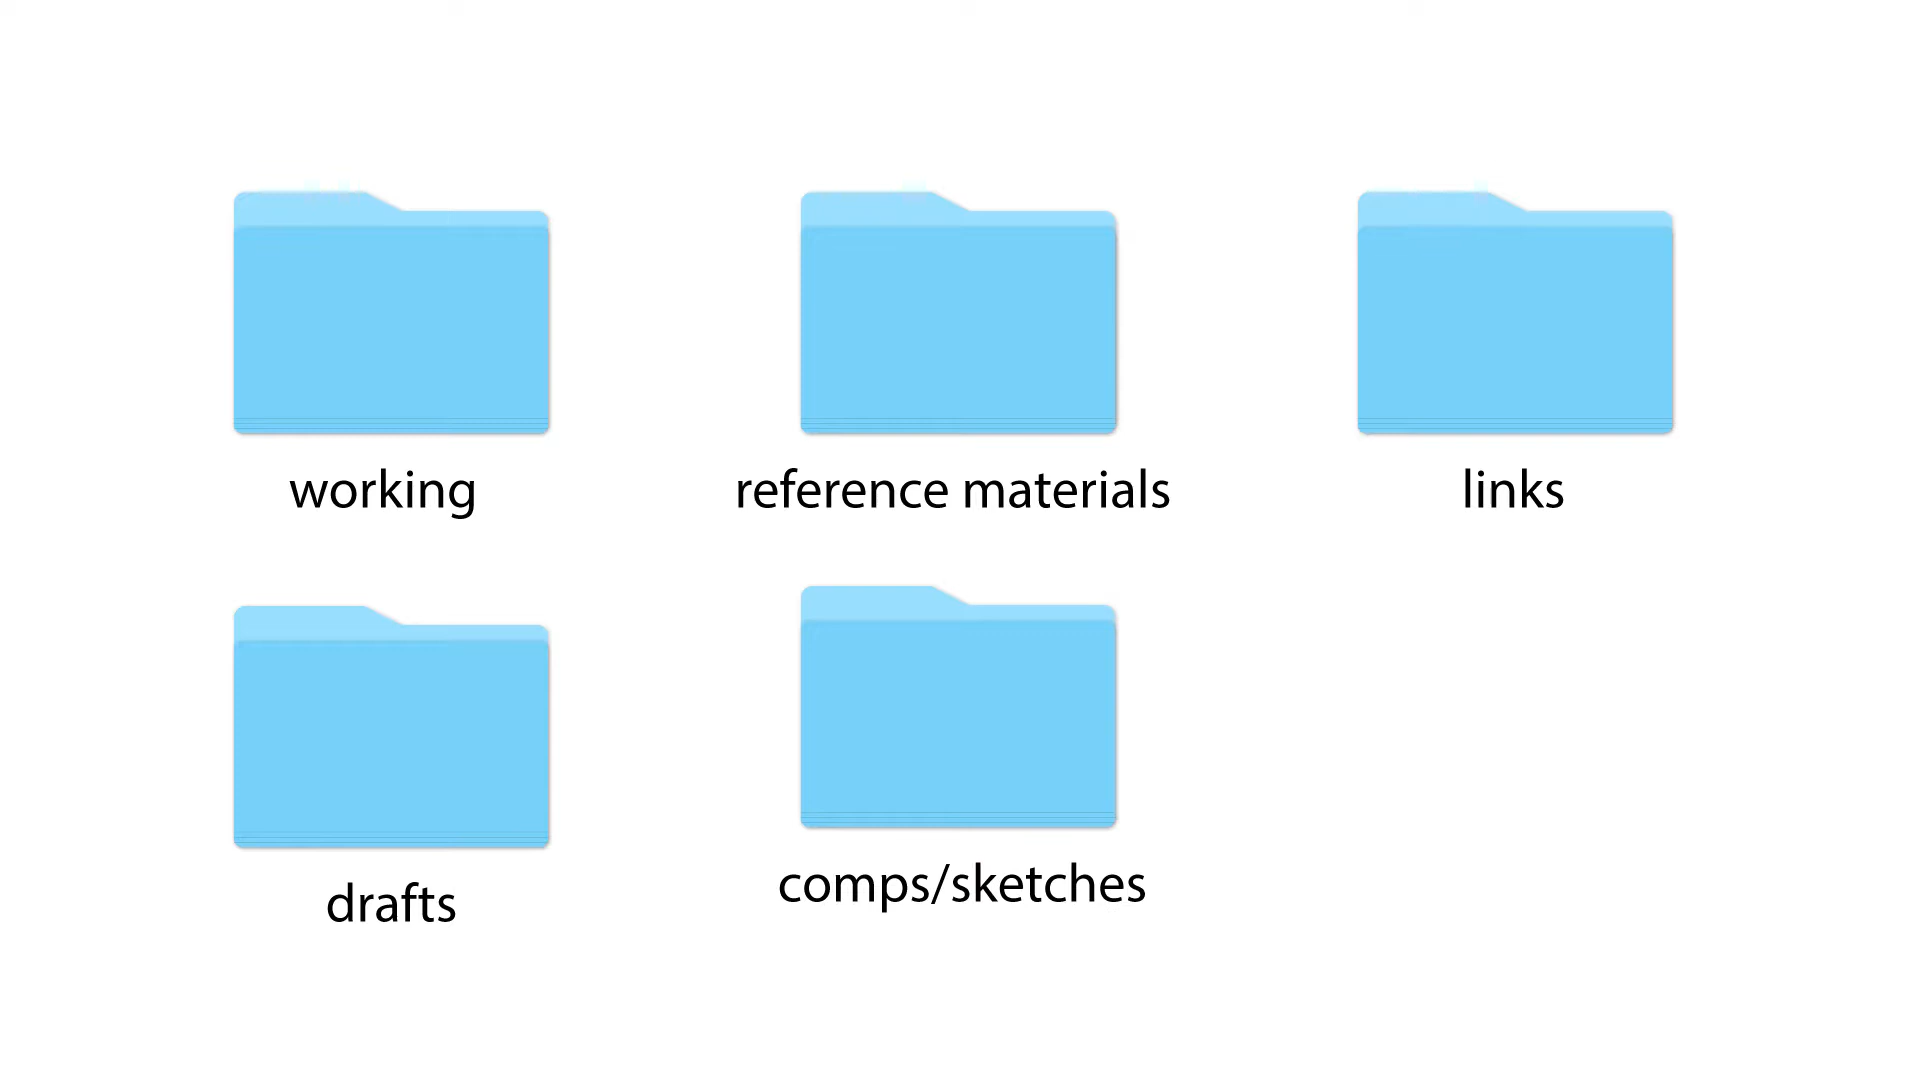 working
reference materials
links
drafts
comps/sketches